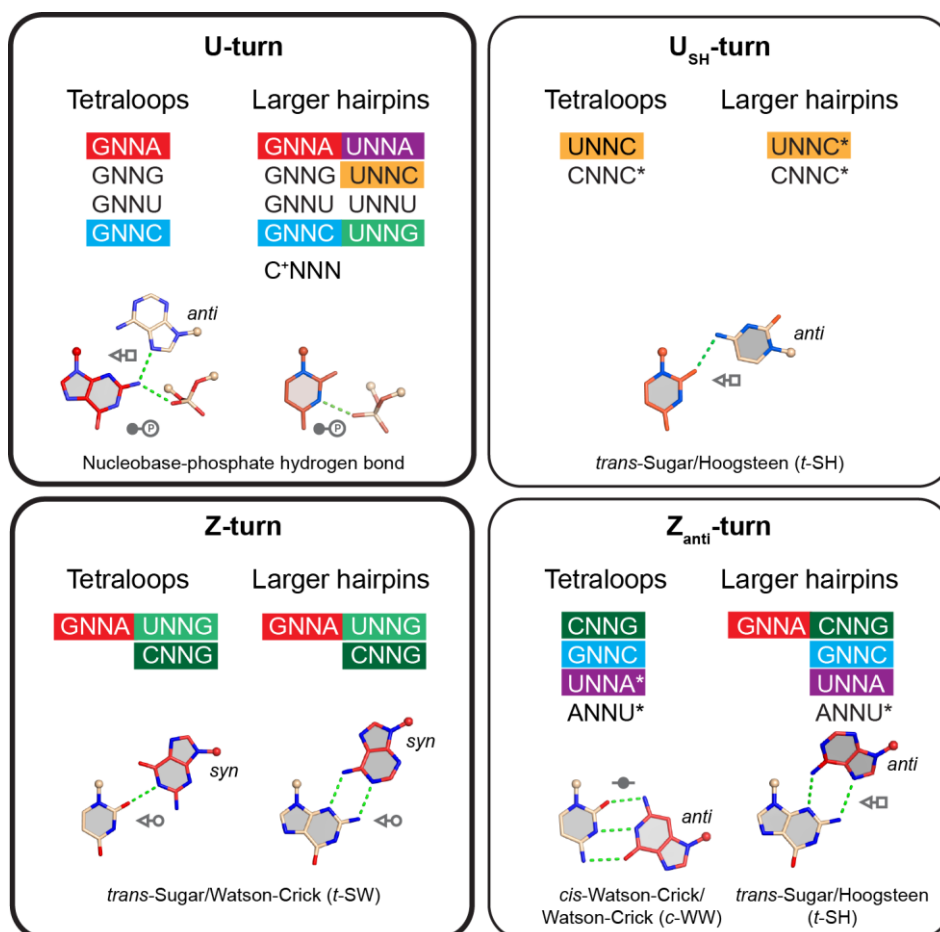 U-turn
Tetraloops
Larger hairpins
GNNA
GNNG
GNNU
GNNC
GNNA UNNA
GNNG UNNC
GNNU UNNU
GNNC UNNG
C⁺NNN
anti
P
P
Nucleobase-phosphate hydrogen bond
U_SH-turn
Tetraloops
Larger hairpins
UNNC
CNNC*
UNNC*
CNNC*
anti
trans-Sugar/Hoogsteen (t-SH)
Z-turn
Tetraloops
Larger hairpins
GNNA UNNG
CNNG
GNNA UNNG
CNNG
syn
syn
trans-Sugar/Watson-Crick (t-SW)
Z_anti-turn
Tetraloops
Larger hairpins
CNNG
GNNC
UNNA*
ANNU*
GNNA CNNG
GNNC
UNNA
ANNU*
anti
anti
cis-Watson-Crick/
Watson-Crick (c-WW)
trans-Sugar/Hoogsteen
(t-SH)